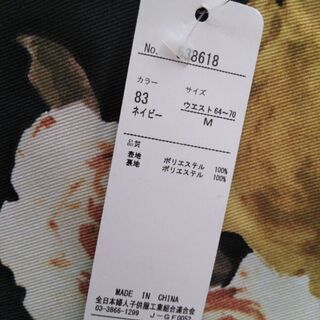 No. 538618
カラー サイズ
83 ウエスト64~70
ネイビー M
品質
表地 ポリエステル 100%
裏地 ポリエステル 100%
MADE IN CHINA
全日本婦人子供服工業組合連合会
03-3866-1299 J-GF0052